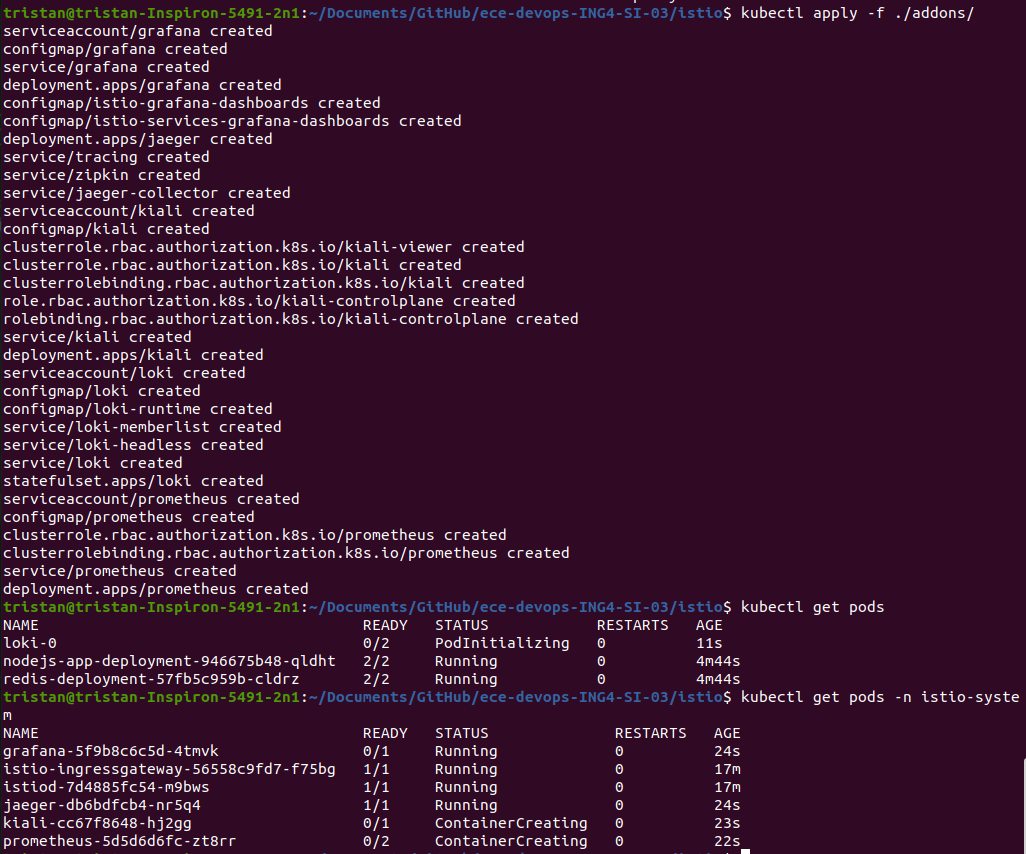 tristan@tristan-Inspiron-5491-2n1:~/Documents/GitHub/ece-devops-ING4-SI-03/istio$ kubectl apply -f ./addons/
serviceaccount/grafana created
configmap/grafana created
service/grafana created
deployment.apps/grafana created
configmap/istio-grafana-dashboards created
configmap/istio-services-grafana-dashboards created
deployment.apps/jaeger created
service/tracing created
service/zipkin created
service/jaeger-collector created
serviceaccount/kiali created
configmap/kiali created
clusterrole.rbac.authorization.k8s.io/kiali-viewer created
clusterrole.rbac.authorization.k8s.io/kiali created
clusterrolebinding.rbac.authorization.k8s.io/kiali created
role.rbac.authorization.k8s.io/kiali-controlplane created
rolebinding.rbac.authorization.k8s.io/kiali-controlplane created
service/kiali created
deployment.apps/kiali created
serviceaccount/loki created
configmap/loki created
configmap/loki-runtime created
service/loki-memberlist created
service/loki-headless created
service/loki created
statefulset.apps/loki created
serviceaccount/prometheus created
configmap/prometheus created
clusterrole.rbac.authorization.k8s.io/prometheus created
clusterrolebinding.rbac.authorization.k8s.io/prometheus created
service/prometheus created
deployment.apps/prometheus created
tristan@tristan-Inspiron-5491-2n1:~/Documents/GitHub/ece-devops-ING4-SI-03/istio$ kubectl get pods
NAME READY STATUS RESTARTS AGE
loki-0 0/2 PodInitializing 0 11s
nodejs-app-deployment-946675b48-qldht 2/2 Running 0 4m44s
redis-deployment-57fb5c959b-cldrz 2/2 Running 0 4m44s
tristan@tristan-Inspiron-5491-2n1:~/Documents/GitHub/ece-devops-ING4-SI-03/istio$ kubectl get pods -n istio-syste
m
NAME READY STATUS RESTARTS AGE
grafana-5f9b8c6c5d-4tmvk 0/1 Running 0 24s
istio-ingressgateway-56558c9fd7-f75bg 1/1 Running 0 17m
istiod-7d4885fc54-m9bws 1/1 Running 0 17m
jaeger-db6bdfcb4-nr5q4 1/1 Running 0 24s
kiali-cc67f8648-hj2gg 0/1 ContainerCreating 0 23s
prometheus-5d5d6d6fc-zt8rr 0/2 ContainerCreating 0 22s